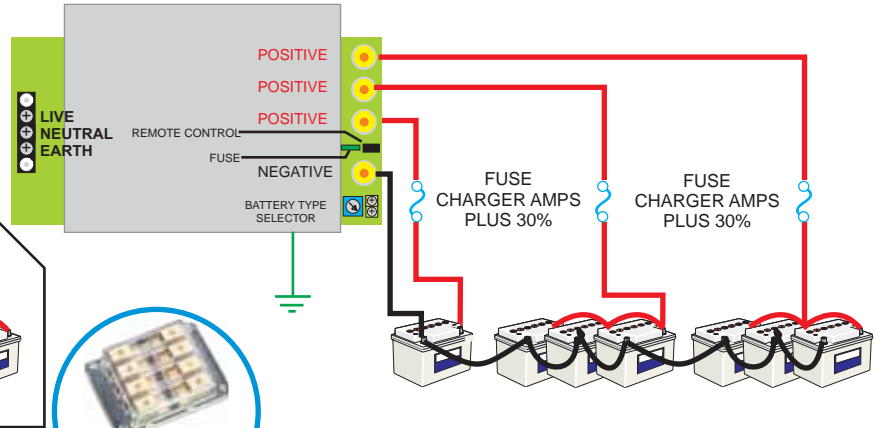 POSITIVE
POSITIVE
POSITIVE
LIVE
NEUTRAL
EARTH
REMOTE CONTROL
FUSE
NEGATIVE
BATTERY TYPE
SELECTOR
FUSE
CHARGER AMPS
PLUS 30%
FUSE
CHARGER AMPS
PLUS 30%